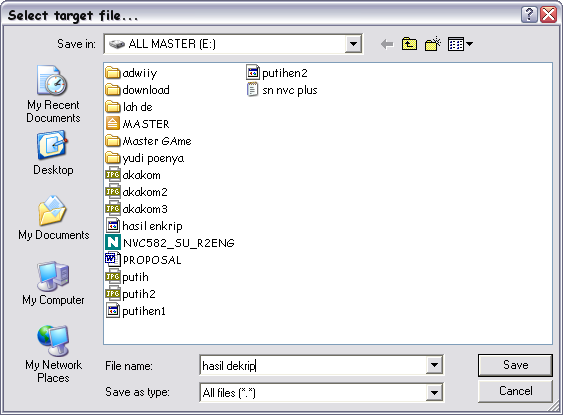 Select target file...
Save in: ALL MASTER (E:)
My Recent
Documents
Desktop
My Documents
My Computer
My Network
Places
adwiiy
download
lah de
MASTER
Master GAme
yudi poenya
akakom
akakom2
akakom3
hasil enkrip
NVC582_SU_R2ENG
PROPOSAL
putih
putih2
putihen1
putihen2
sn nvc plus
File name: hasil dekrip Save
Save as type: All files (*.*) Cancel